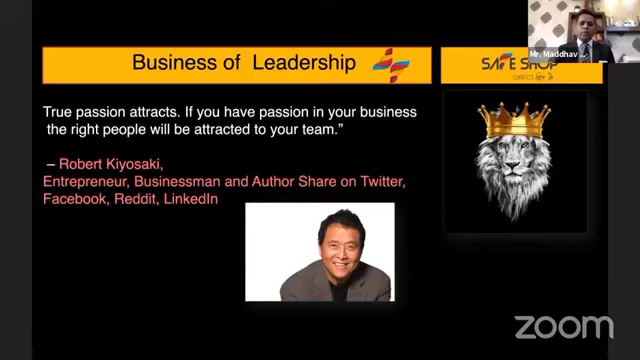 Business of  Leadership
SAFE SHOP
DIRECT
Mr. Maddhav
True passion attracts. If you have passion in your business
the right people will be attracted to your team.”
– Robert Kiyosaki,
Entrepreneur, Businessman and Author Share on Twitter,
Facebook, Reddit, LinkedIn
zoom